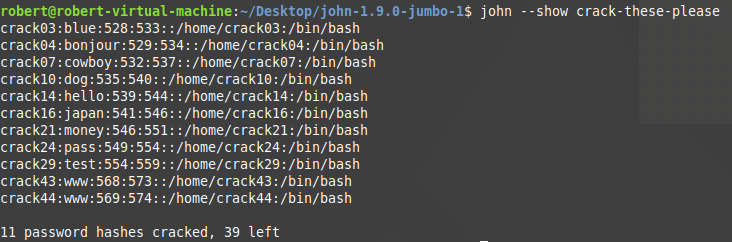 robert@robert-virtual-machine:~/Desktop/john-1.9.0-jumbo-1$ john --show crack-these-please
crack03:blue:528:533::/home/crack03:/bin/bash
crack04:bonjour:529:534::/home/crack04:/bin/bash
crack07:cowboy:532:537::/home/crack07:/bin/bash
crack10:dog:535:540::/home/crack10:/bin/bash
crack14:hello:539:544::/home/crack14:/bin/bash
crack16:japan:541:546::/home/crack16:/bin/bash
crack21:money:546:551::/home/crack21:/bin/bash
crack24:pass:549:554::/home/crack24:/bin/bash
crack29:test:554:559::/home/crack29:/bin/bash
crack43:www:568:573::/home/crack43:/bin/bash
crack44:www:569:574::/home/crack44:/bin/bash
11 password hashes cracked, 39 left